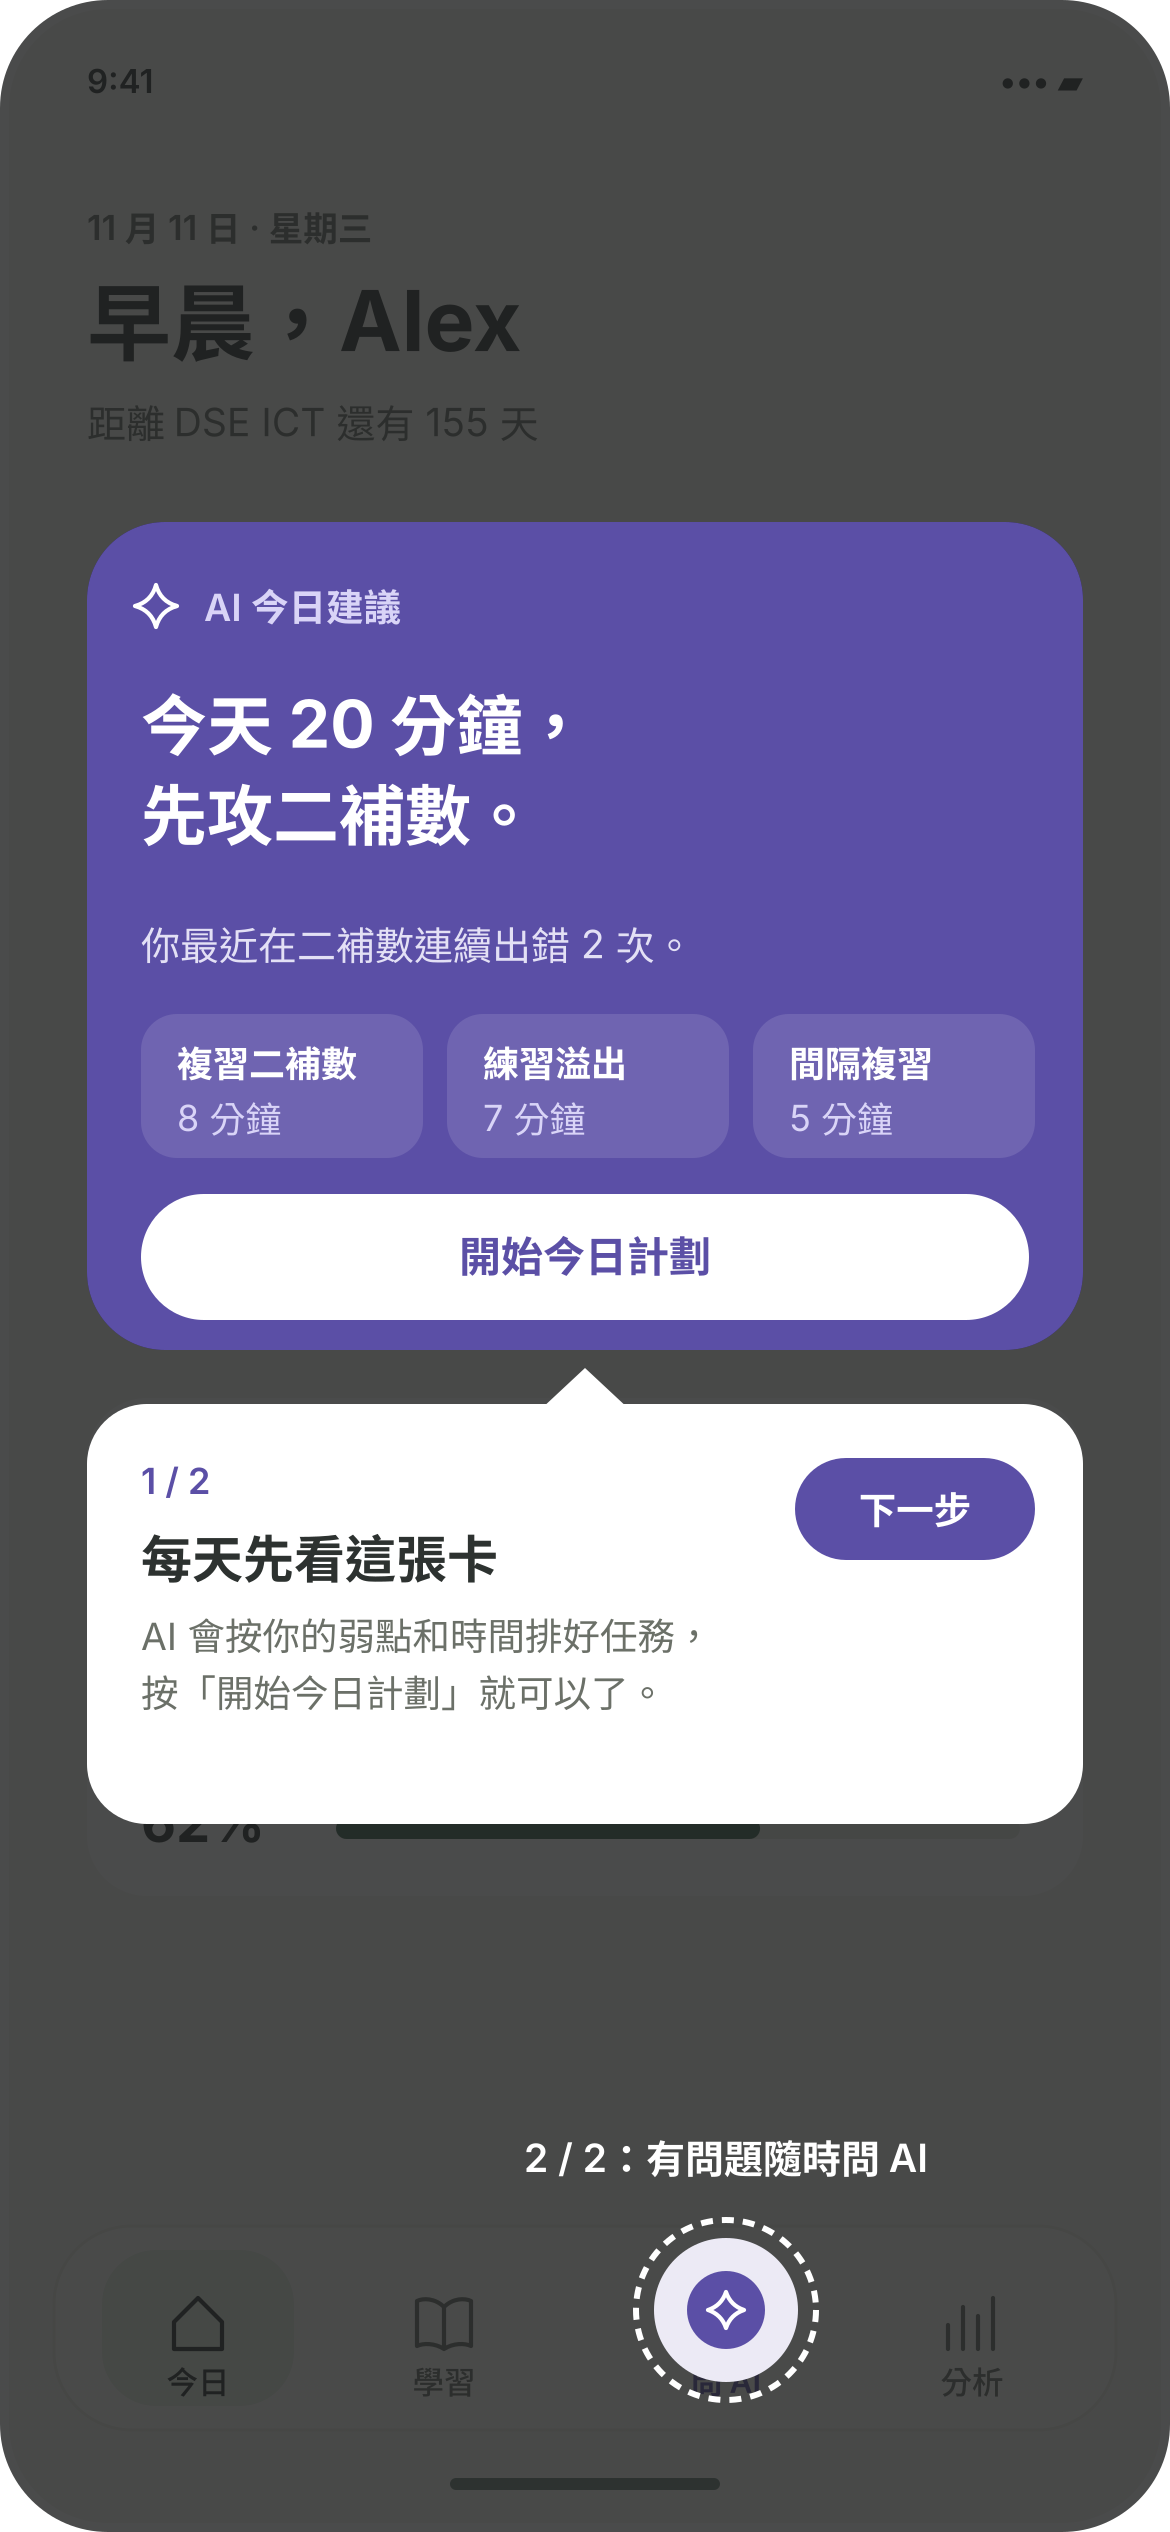 9:41
11 月 11 日 · 星期三
早晨，Alex
距離 DSE ICT 還有 155 天
AI 今日建議
今天 20 分鐘，
先攻二補數。
你最近在二補數連續出錯 2 次。
複習二補數
8 分鐘
練習溢出
7 分鐘
間隔複習
5 分鐘
開始今日計劃
1 / 2
下一步
每天先看這張卡
AI 會按你的弱點和時間排好任務，
按「開始今日計劃」就可以了。
62%
2 / 2：有問題隨時問 AI
今日
學習
問 AI
分析